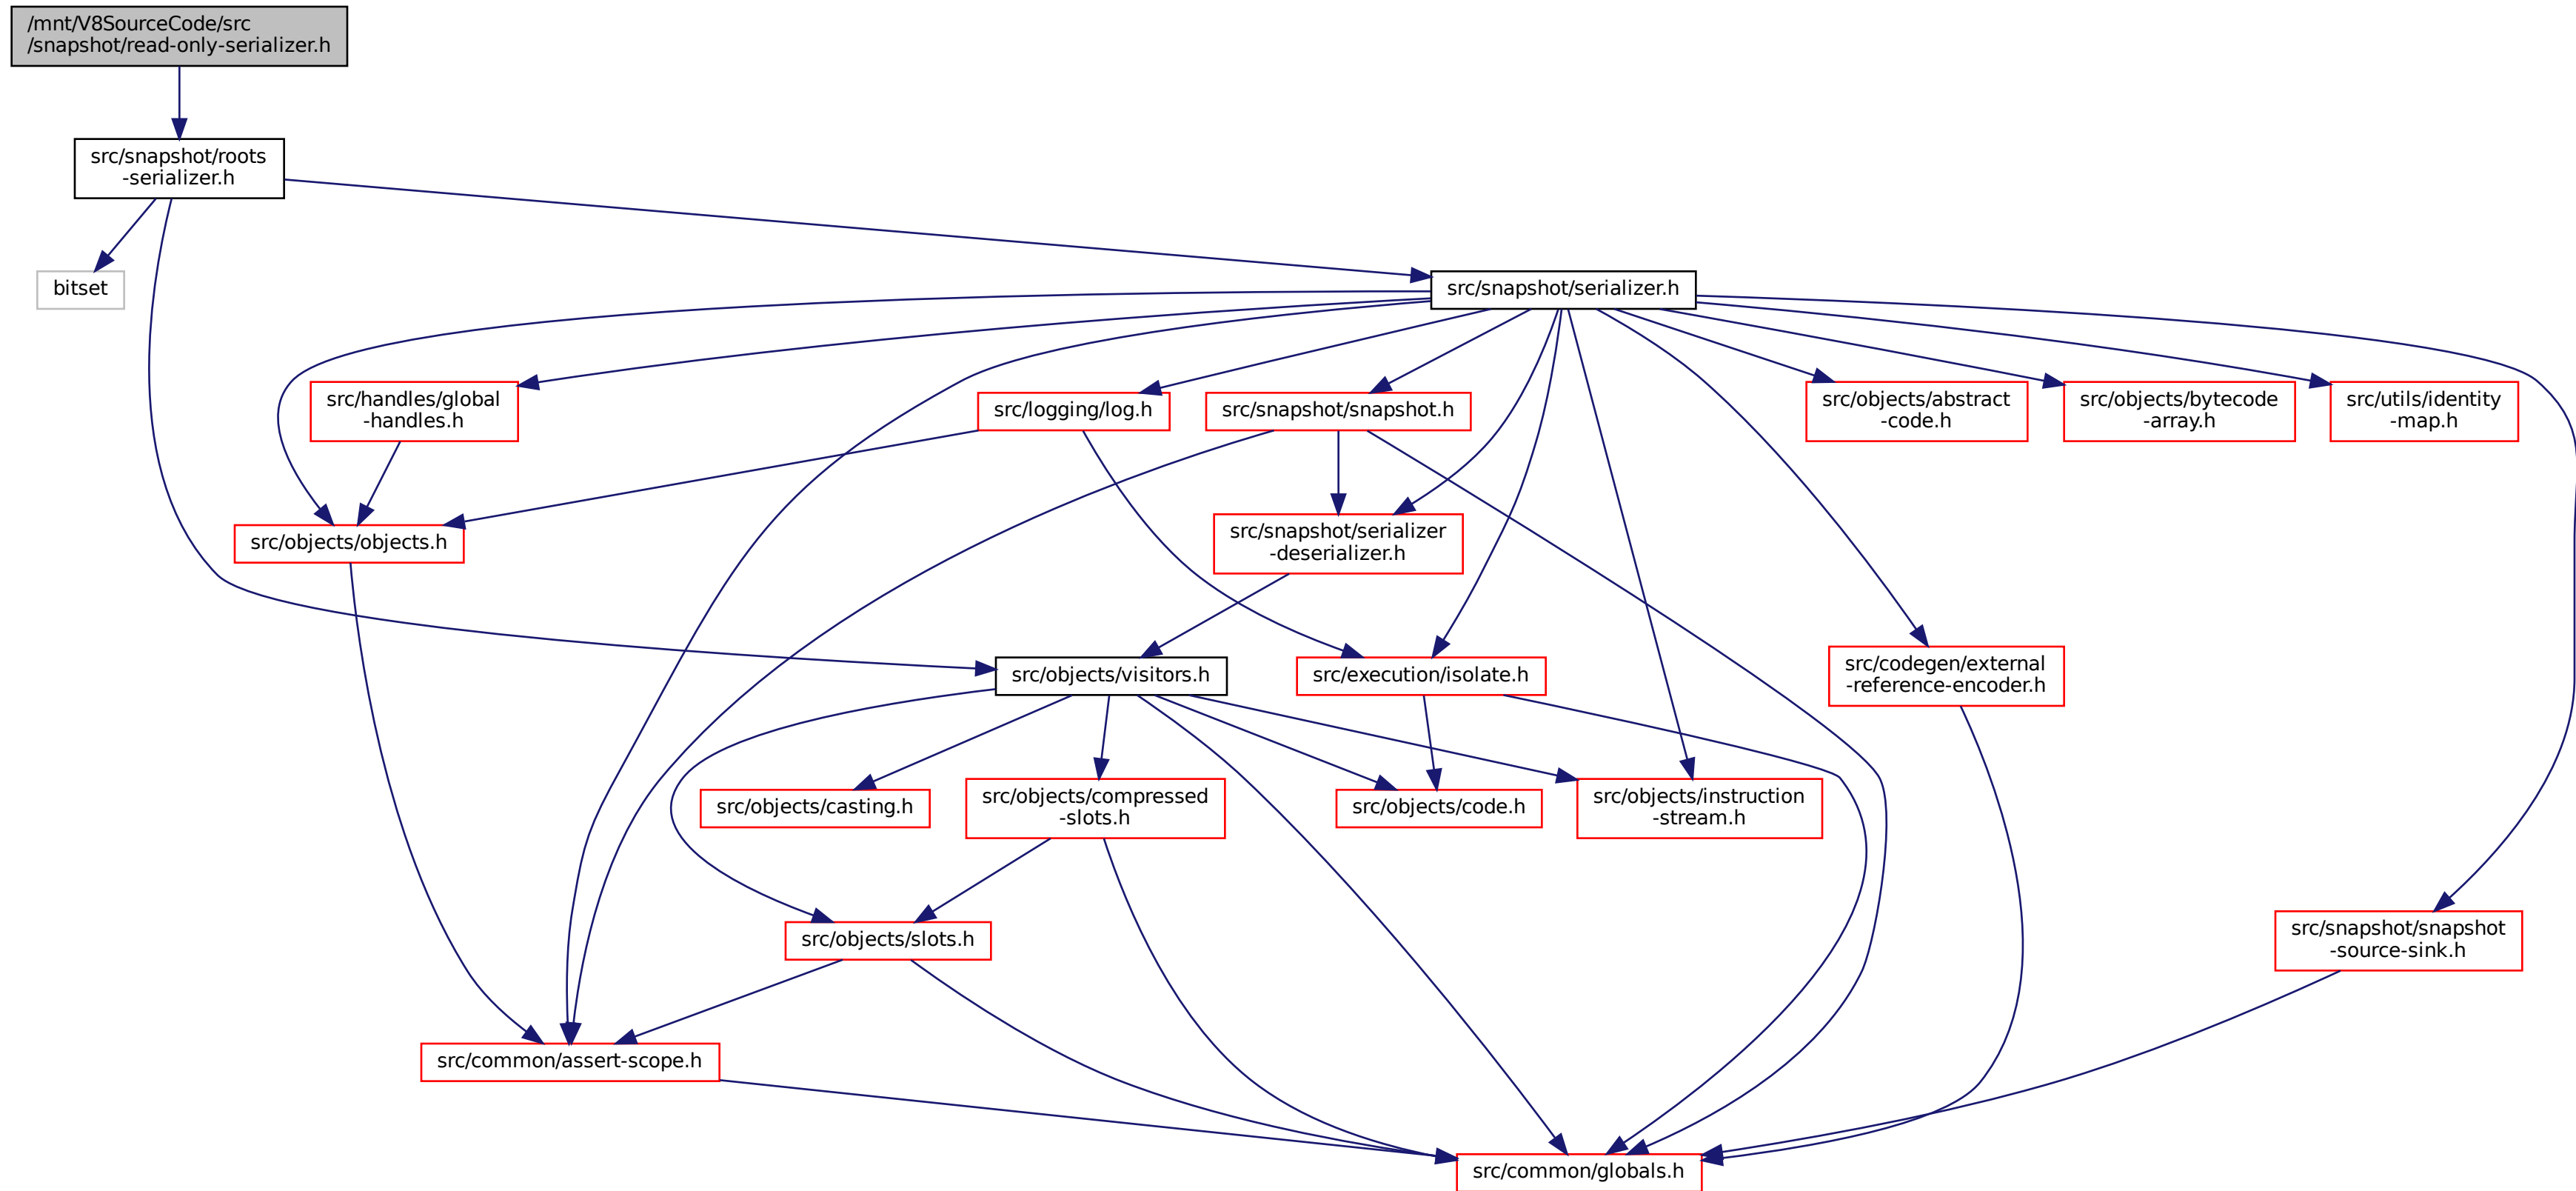 /mnt/V8SourceCode/src
/snapshot/read-only-serializer.h
src/snapshot/roots
-serializer.h
bitset
src/snapshot/serializer.h
src/handles/global
-handles.h
src/logging/log.h
src/snapshot/snapshot.h
src/objects/abstract
-code.h
src/objects/bytecode
-array.h
src/utils/identity
-map.h
src/objects/objects.h
src/snapshot/serializer
-deserializer.h
src/objects/visitors.h
src/execution/isolate.h
src/codegen/external
-reference-encoder.h
src/objects/casting.h
src/objects/compressed
-slots.h
src/objects/code.h
src/objects/instruction
-stream.h
src/objects/slots.h
src/snapshot/snapshot
-source-sink.h
src/common/assert-scope.h
src/common/globals.h